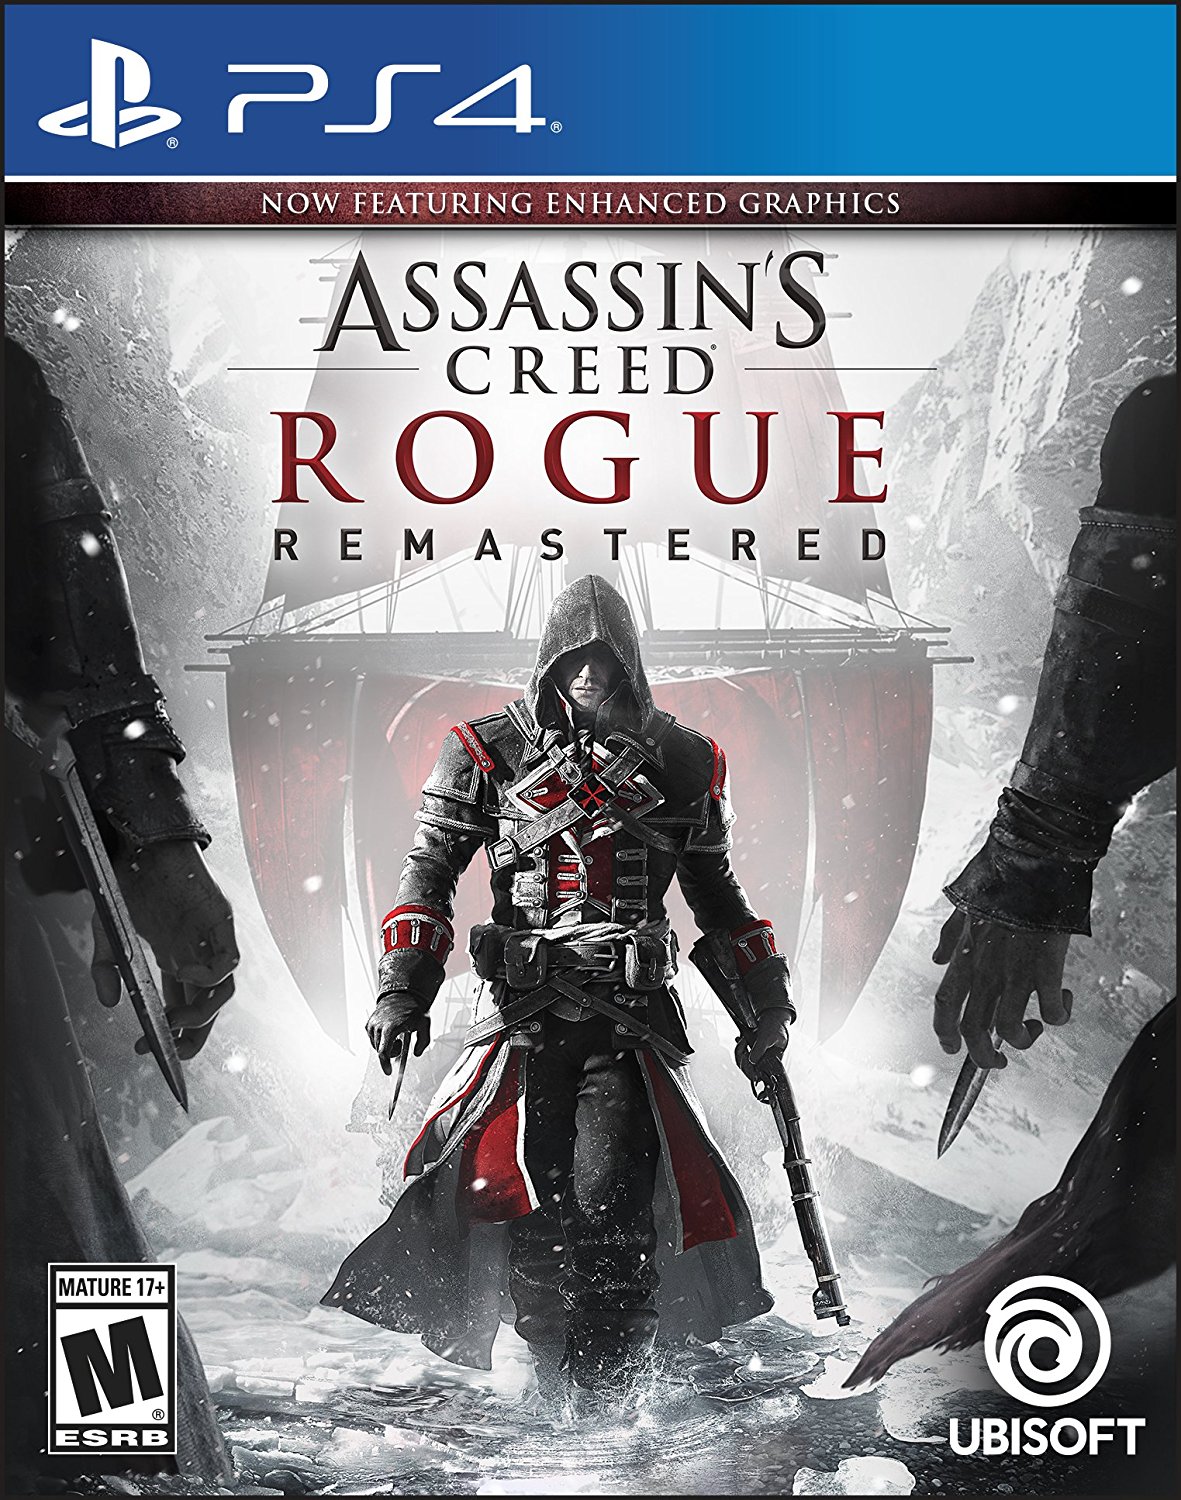 PS4®
NOW FEATURING ENHANCED GRAPHICS
ASSASSIN'S
CREED®
ROGUE
REMASTERED
MATURE 17+
M®
ESRB
UBISOFT